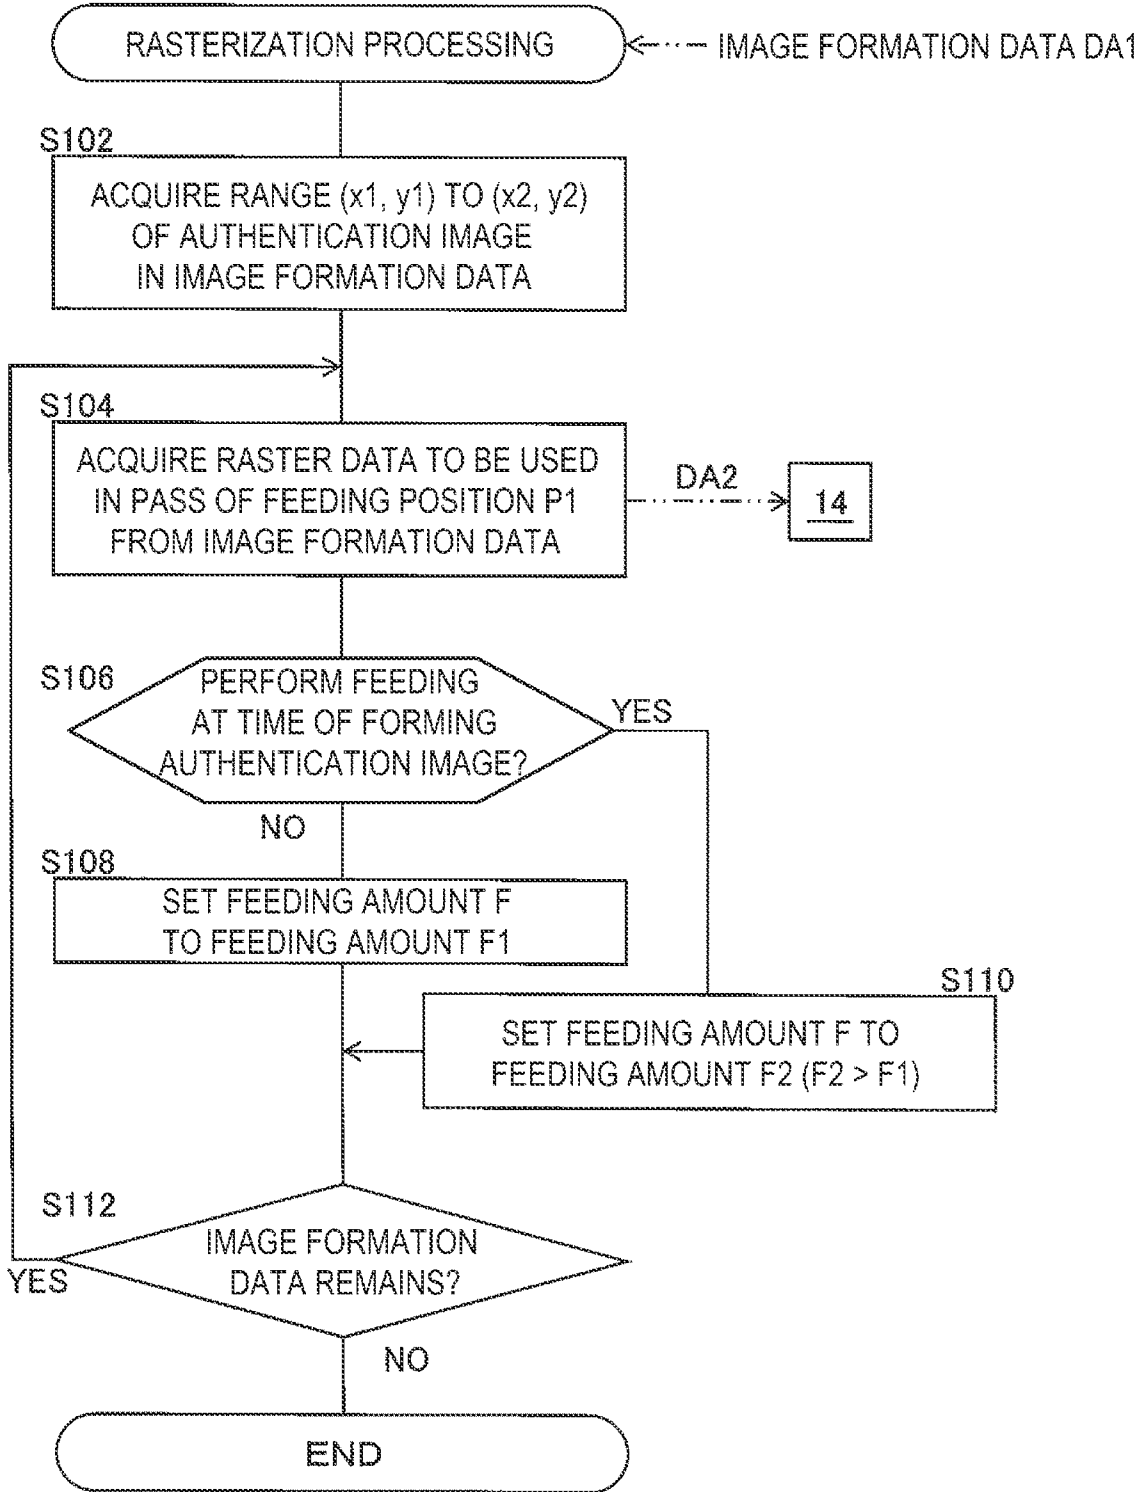 RASTERIZATION PROCESSING
IMAGE FORMATION DATA DA1
S102
ACQUIRE RANGE (x1, y1) TO (x2, y2)
OF AUTHENTICATION IMAGE
IN IMAGE FORMATION DATA
S104
ACQUIRE RASTER DATA TO BE USED
IN PASS OF FEEDING POSITION P1
FROM IMAGE FORMATION DATA
DA2
14
S106
PERFORM FEEDING
AT TIME OF FORMING
AUTHENTICATION IMAGE?
YES
NO
S108
SET FEEDING AMOUNT F
TO FEEDING AMOUNT F1
S110
SET FEEDING AMOUNT F TO
FEEDING AMOUNT F2 (F2 > F1)
S112
IMAGE FORMATION
DATA REMAINS?
YES
NO
END